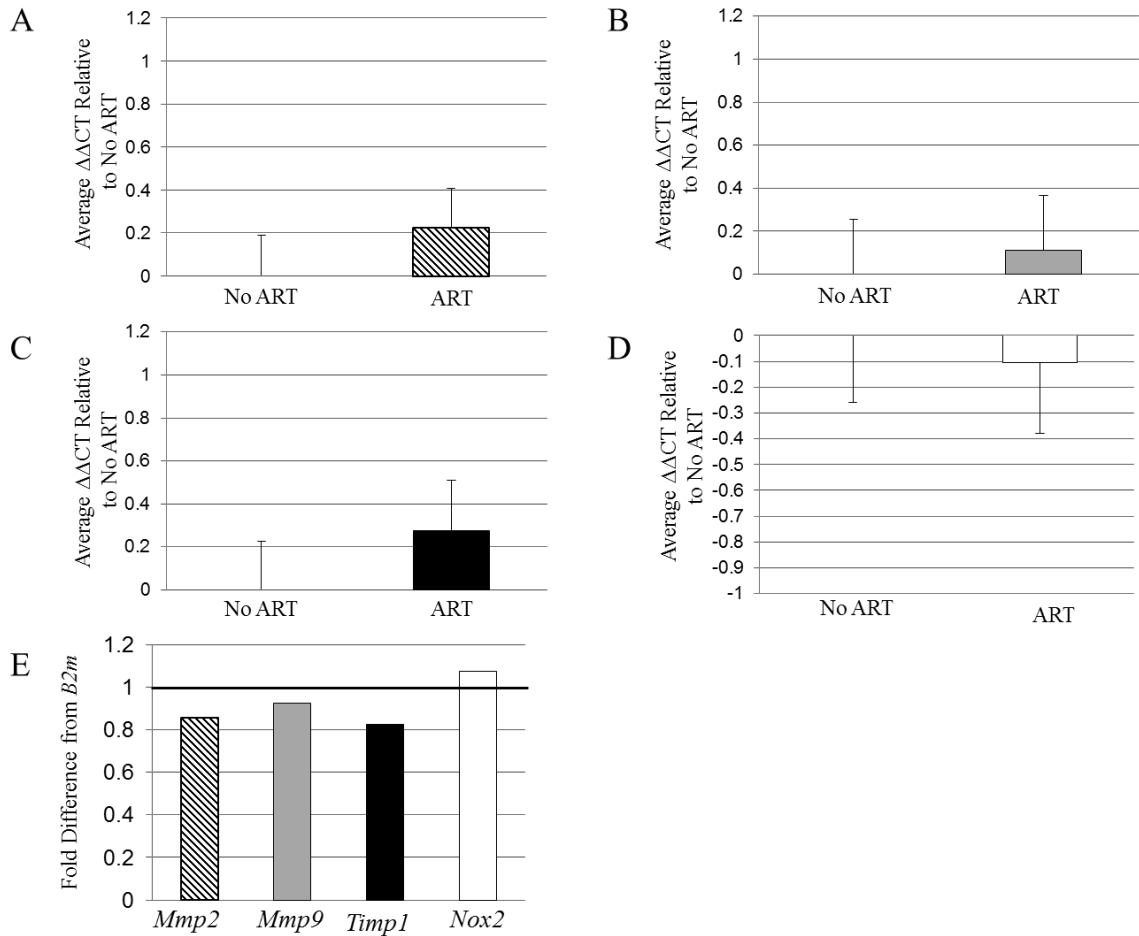 A
Average ΔΔCT Relative
to No ART
1.2
1
0.8
0.6
0.4
0.2
0
No ART
ART
B
Average ΔΔCT Relative
to No ART
1.2
1
0.8
0.6
0.4
0.2
0
No ART
ART
C
Average ΔΔCT Relative
to No ART
1.2
1
0.8
0.6
0.4
0.2
0
No ART
ART
D
Average ΔΔCT Relative
to No ART
0
-0.1
-0.2
-0.3
-0.4
-0.5
-0.6
-0.7
-0.8
-0.9
-1
No ART
ART
E
Fold Difference from B2m
1.2
1
0.8
0.6
0.4
0.2
0
Mmp2
Mmp9
Timp1
Nox2